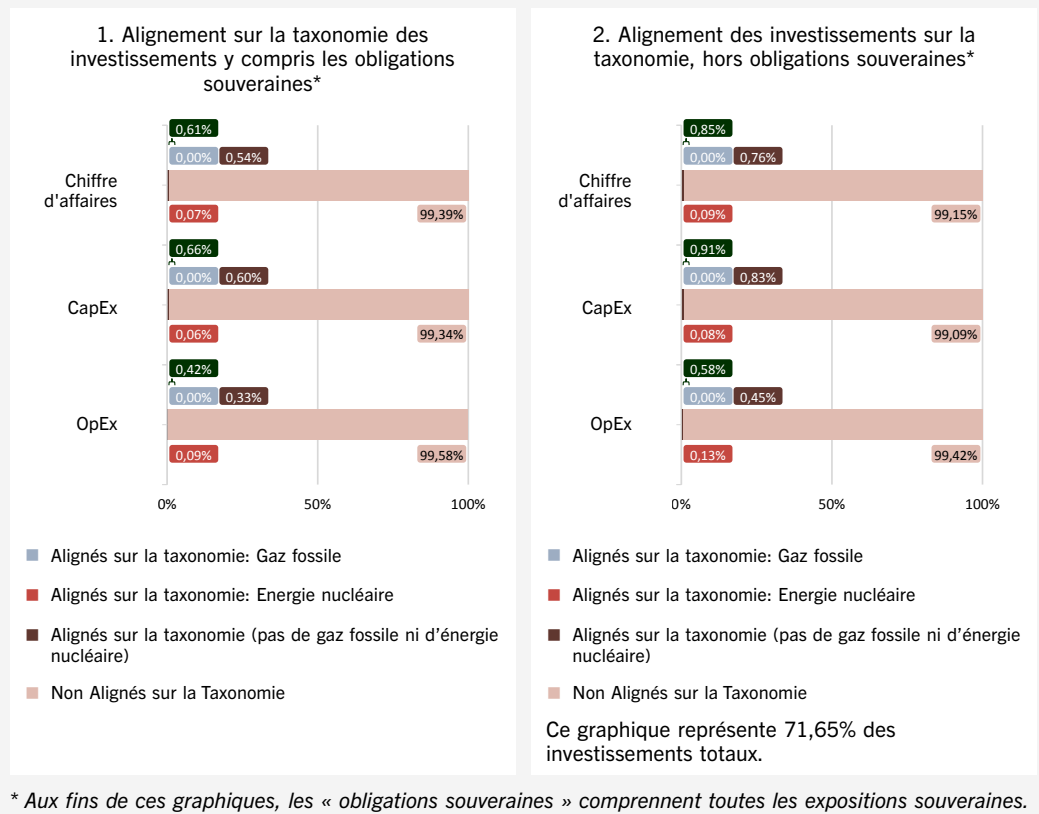 1. Alignement sur la taxonomie des
investissements y compris les obligations
souveraines*
0,61%
0,00% 0,54%
Chiffre
d'affaires
0,07% 99,39%
0,66%
0,00% 0,60%
CapEx
0,06% 99,34%
0,42%
0,00% 0,33%
OpEx
0,09% 99,58%
0% 50% 100%
Alignés sur la taxonomie: Gaz fossile
Alignés sur la taxonomie: Energie nucléaire
Alignés sur la taxonomie (pas de gaz fossile ni d’énergie
nucléaire)
Non Alignés sur la Taxonomie
2. Alignement des investissements sur la
taxonomie, hors obligations souveraines*
0,85%
0,00% 0,76%
Chiffre
d'affaires
0,09% 99,15%
0,91%
0,00% 0,83%
CapEx
0,08% 99,09%
0,58%
0,00% 0,45%
OpEx
0,13% 99,42%
0% 50% 100%
Alignés sur la taxonomie: Gaz fossile
Alignés sur la taxonomie: Energie nucléaire
Alignés sur la taxonomie (pas de gaz fossile ni d’énergie
nucléaire)
Non Alignés sur la Taxonomie
Ce graphique représente 71,65% des
investissements totaux.
* Aux fins de ces graphiques, les « obligations souveraines » comprennent toutes les expositions souveraines.